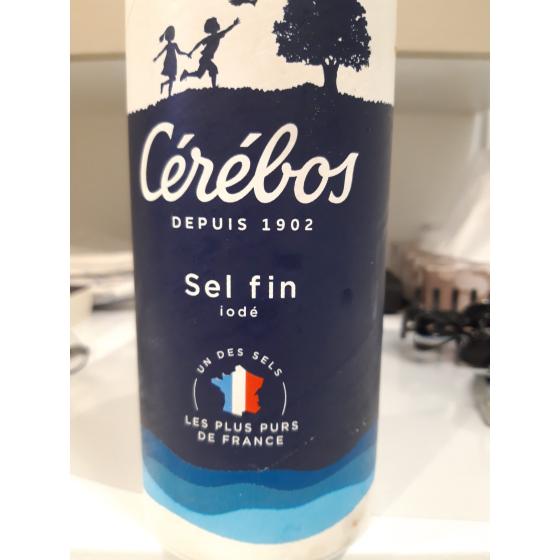 Cérébos
DEPUIS 1902
Sel fin
iodé
UN DES SELS
LES PLUS PURS
DE FRANCE